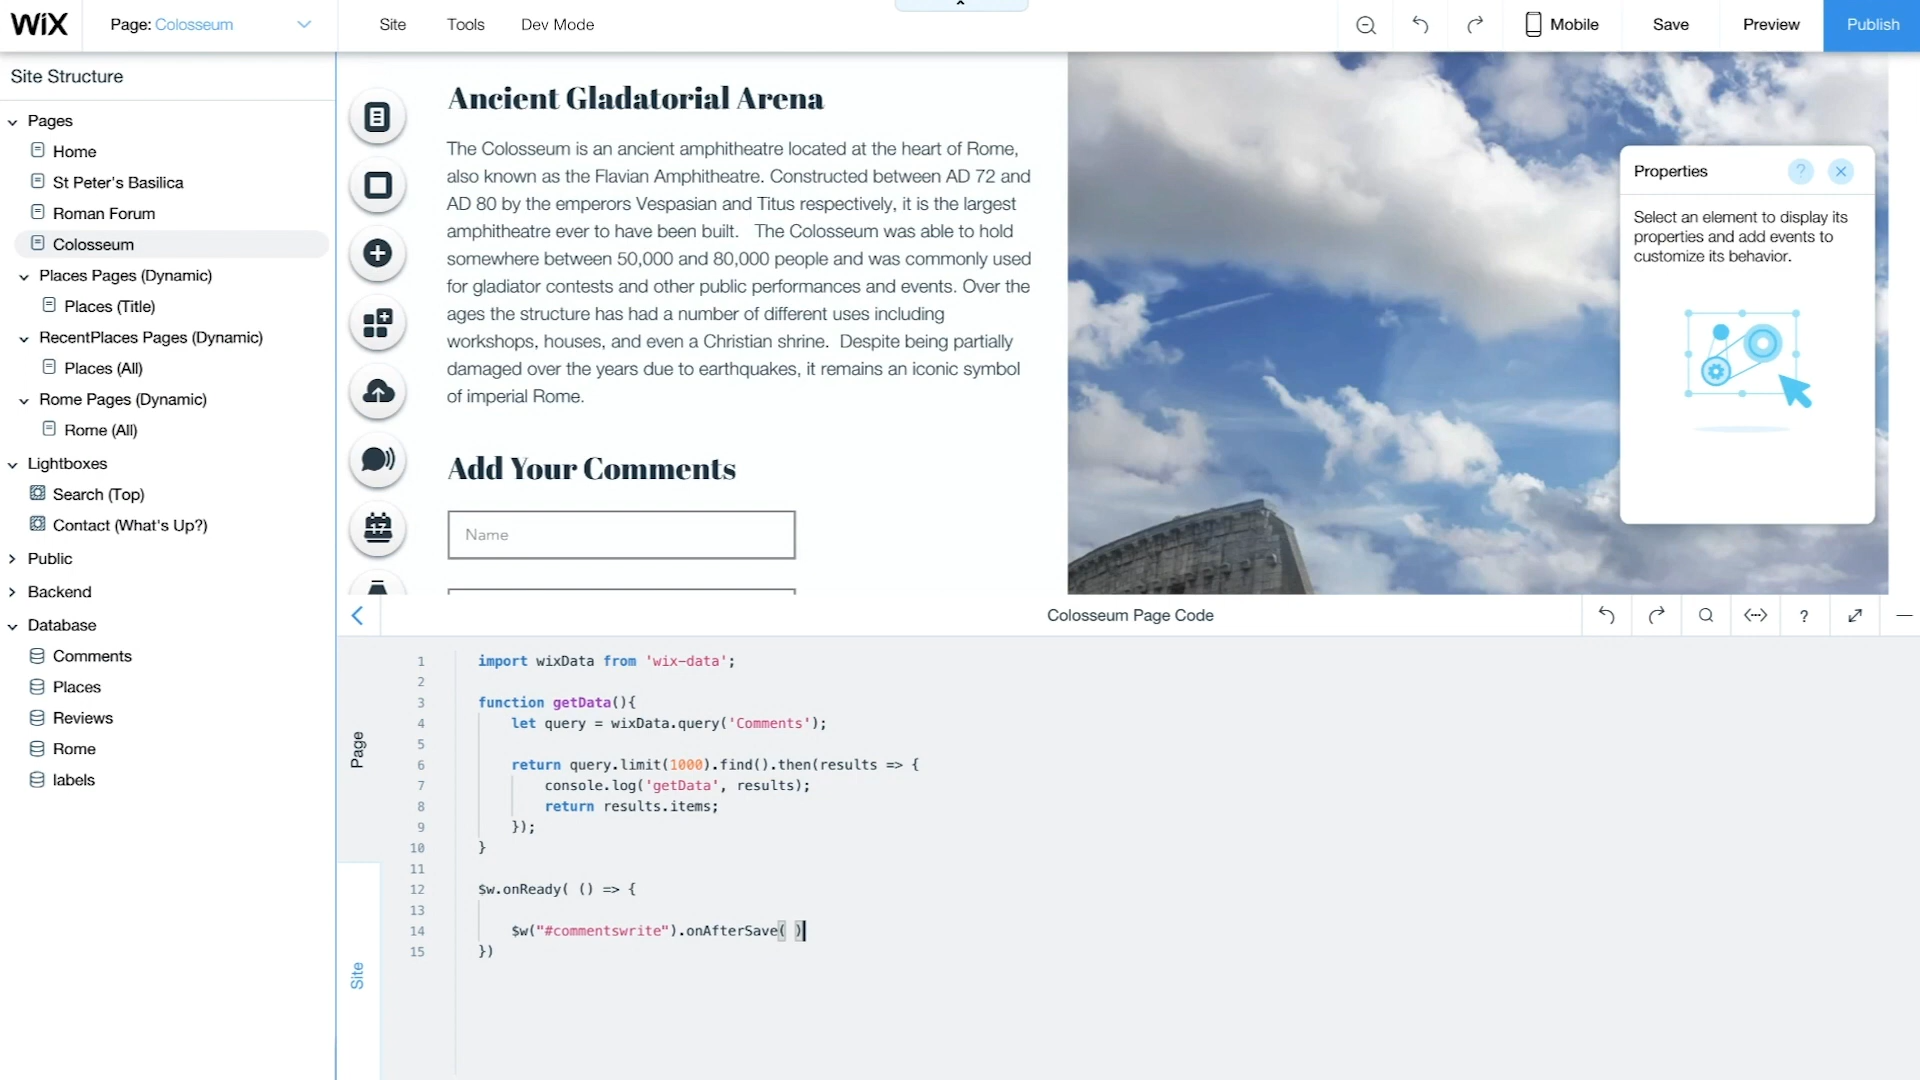 WiX
Page: Colosseum
Site
Tools
Dev Mode
Mobile
Save
Preview
Publish
Site Structure
Pages
Home
St Peter's Basilica
Roman Forum
Colosseum
Places Pages (Dynamic)
Places (Title)
RecentPlaces Pages (Dynamic)
Places (All)
Rome Pages (Dynamic)
Rome (All)
Lightboxes
Search (Top)
Contact (What's Up?)
Public
Backend
Database
Comments
Places
Reviews
Rome
labels
17
Ancient Gladatorial Arena
The Colosseum is an ancient amphitheatre located at the heart of Rome,
also known as the Flavian Amphitheatre. Constructed between AD 72 and
AD 80 by the emperors Vespasian and Titus respectively, it is the largest
amphitheatre ever to have been built. The Colosseum was able to hold
somewhere between 50,000 and 80,000 people and was commonly used
for gladiator contests and other public performances and events. Over the
ages the structure has had a number of different uses including
workshops, houses, and even a Christian shrine. Despite being partially
damaged over the years due to earthquakes, it remains an iconic symbol
of imperial Rome.
Add Your Comments
Name
Properties
?
Select an element to display its
properties and add events to
customize its behavior.
Colosseum Page Code
?
Page
Site
1 import wixData from 'wix-data';
2
3 function getData(){
4 let query = wixData.query('Comments');
5
6 return query.limit(1000).find().then(results => {
7 console.log('getData', results);
8 return results.items;
9 });
10 }
11
12 $w.onReady( () => {
13
14 $w("#commentswrite").onAfterSave( )
15 })